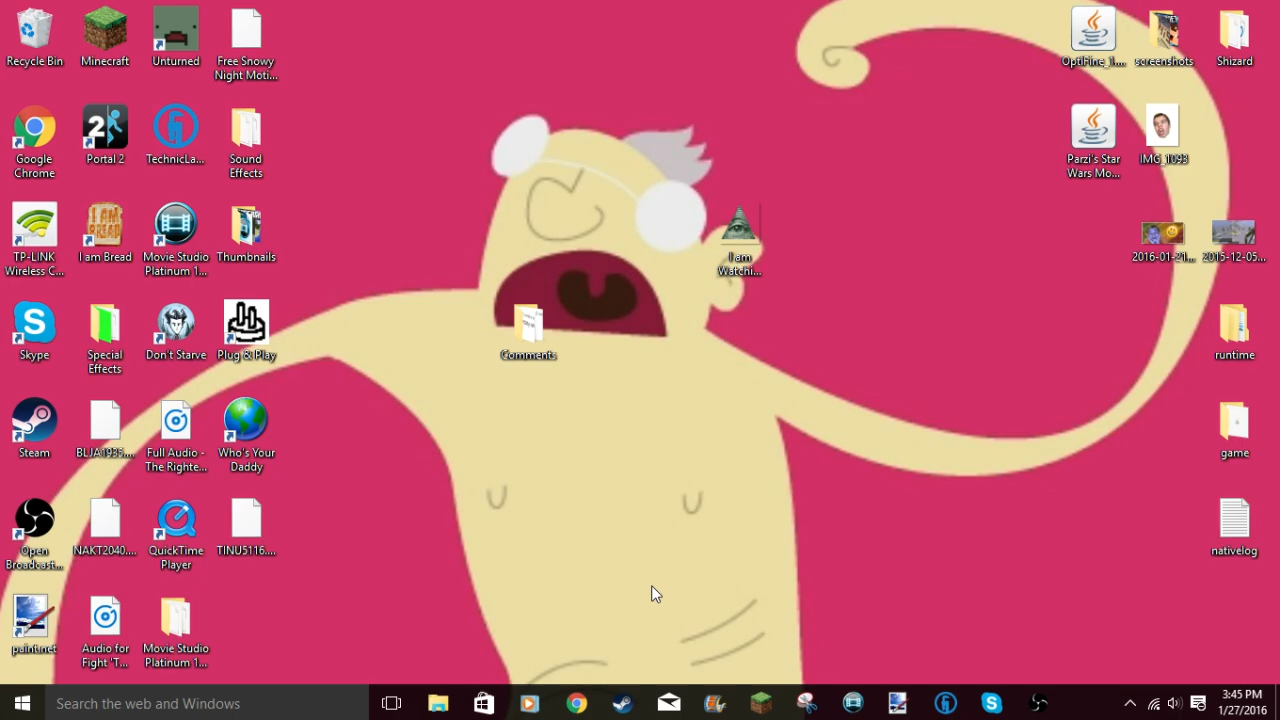 Recycle Bin
Minecraft
Unturned
Free Snowy
Night Moti...
OptiFine_1....
screenshots
Shizard
Google
Chrome
Portal 2
TechnicLa...
Sound
Effects
Parzi's Star
Wars Mo...
IMG_1093
TP-LINK
Wireless C...
I AM
BREAD
I am Bread
Movie Studio
Platinum 1...
Thumbnails
I am
Watchi...
2016-01-21...
2015-12-05...
Skype
Special
Effects
Don't Starve
Plug & Play
Comments
runtime
Steam
BLJA1935....
Full Audio -
The Righte...
Who's Your
Daddy
game
Open
Broadcast...
NAKT2040....
QuickTime
Player
TINU5116....
nativelog
paint.net
Audio for
Fight 'T...
Movie Studio
Platinum 1...
Search the web and Windows
3:45 PM
1/27/2016